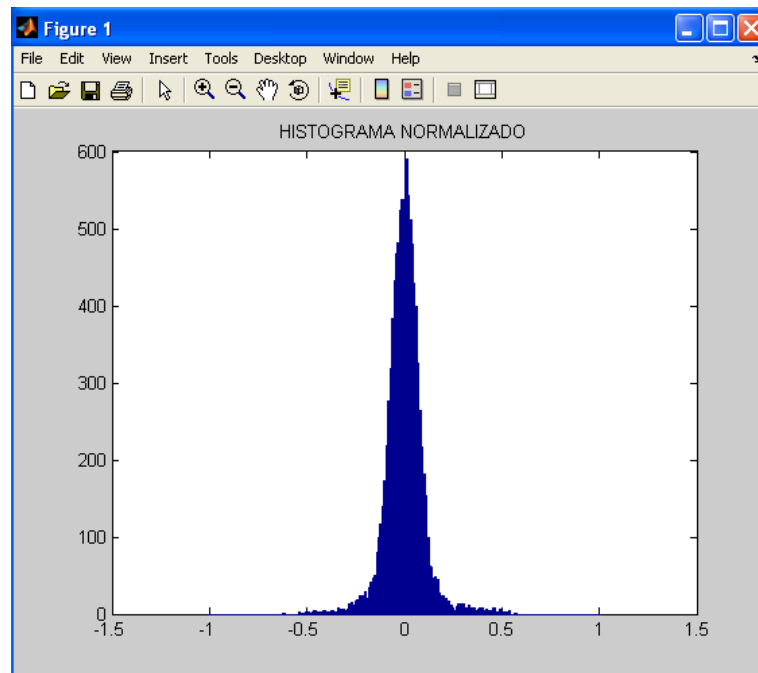 Figure 1
File Edit View Insert Tools Desktop Window Help
HISTOGRAMA NORMALIZADO
600
500
400
300
200
100
0
-1.5 -1 -0.5 0 0.5 1 1.5